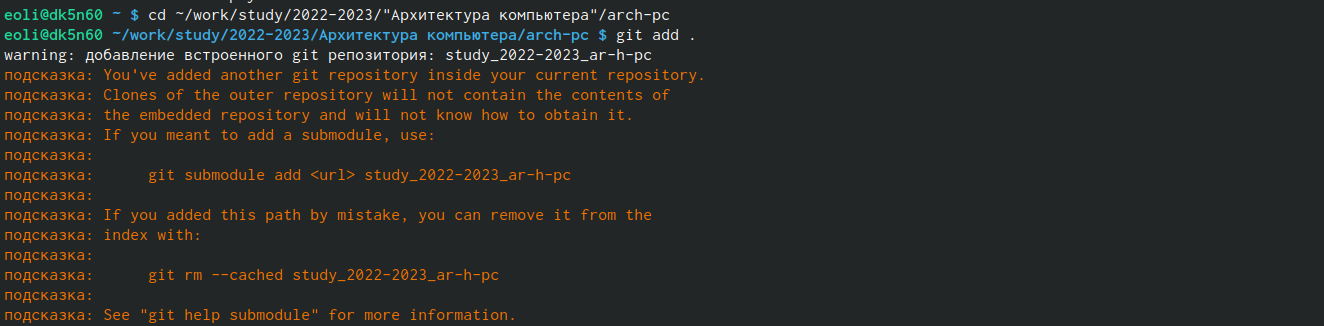 eoli@dk5n60 ~ $ cd ~/work/study/2022-2023/"Архитектура компьютера"/arch-pc
eoli@dk5n60 ~/work/study/2022-2023/Архитектура компьютера/arch-pc $ git add .
warning: добавление встроенного git репозитория: study_2022-2023_ar-h-pc
подсказка: You've added another git repository inside your current repository.
подсказка: Clones of the outer repository will not contain the contents of
подсказка: the embedded repository and will not know how to obtain it.
подсказка: If you meant to add a submodule, use:
подсказка:
подсказка:      git submodule add <url> study_2022-2023_ar-h-pc
подсказка:
подсказка: If you added this path by mistake, you can remove it from the
подсказка: index with:
подсказка:
подсказка:      git rm --cached study_2022-2023_ar-h-pc
подсказка:
подсказка: See "git help submodule" for more information.